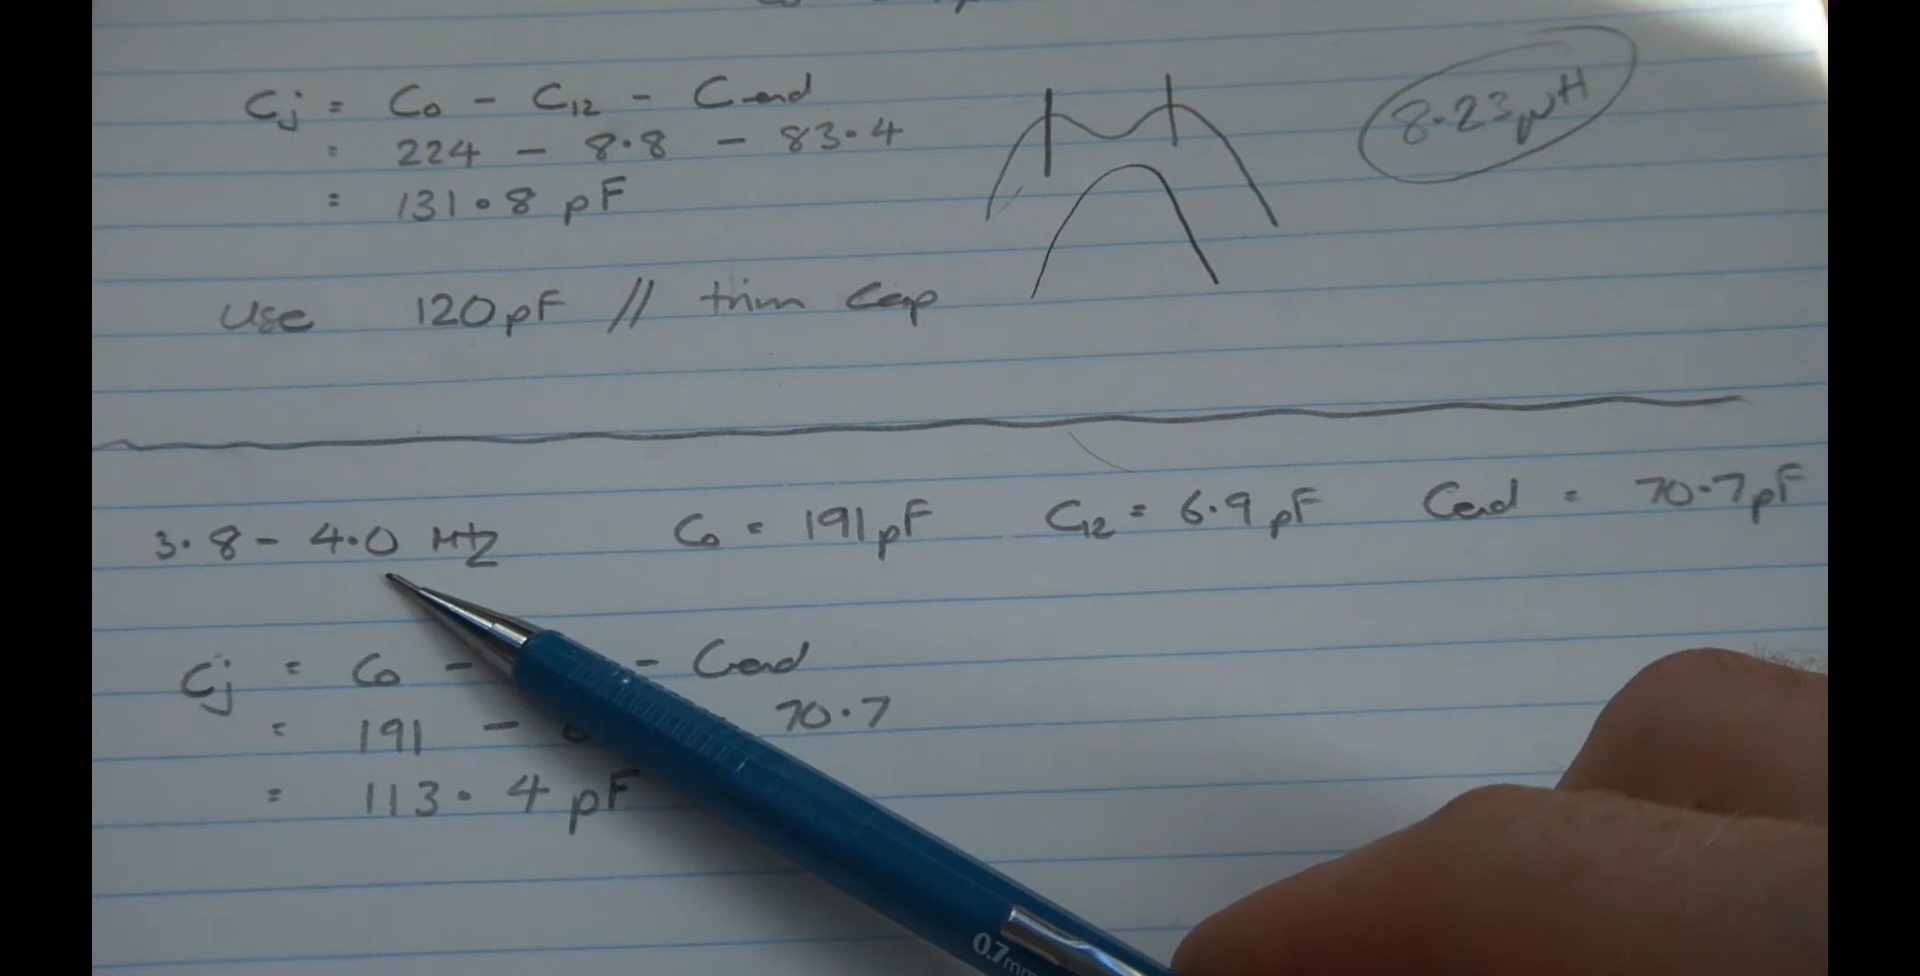 Cj = Co - C12 - Cend
= 224 - 8.8 - 83.4
= 131.8 pF
8.23µH
Use 120pF // trim Cap
3.8 - 4.0 MHz Co = 191pF C12 = 6.9pF Cend = 70.7pF
Cj = Co - - Cend
= 191 - 70.7
= 113.4 pF
0.7mm